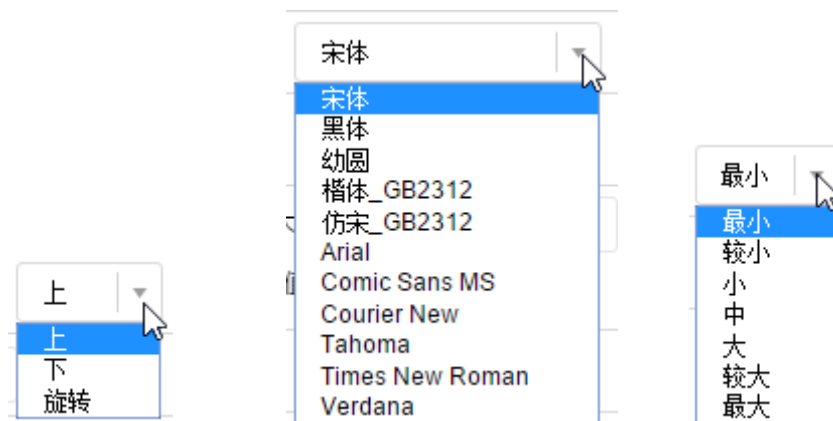 上
上
下
旋转
宋体
宋体
黑体
幼圆
楷体_GB2312
仿宋_GB2312
Arial
Comic Sans MS
Courier New
Tahoma
Times New Roman
Verdana
最小
最小
较小
小
中
大
较大
最大